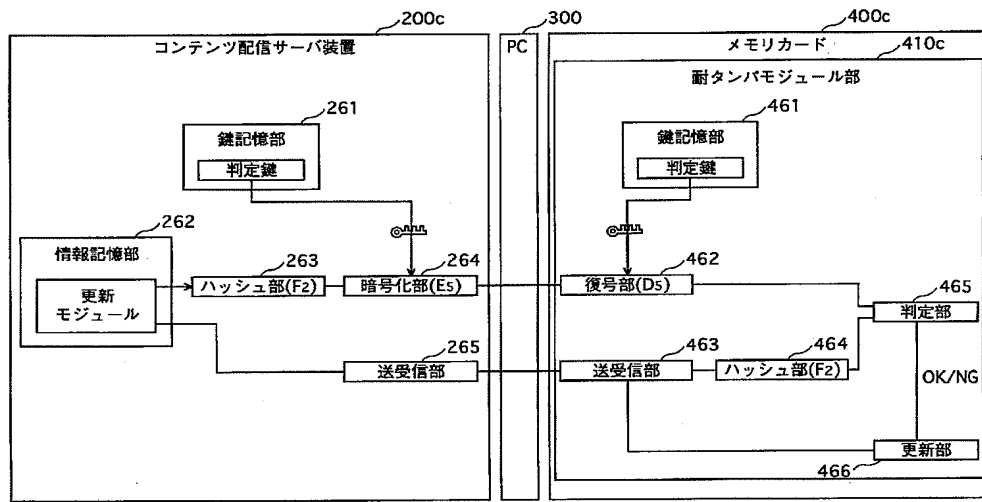 200c
300
400c
コンテンツ配信サーバ装置
PC
メモリカード
410c
耐タンパモジュール部
261
鍵記憶部
判定鍵
461
鍵記憶部
判定鍵
262
情報記憶部
更新
モジュール
263
ハッシュ部(F2)
264
暗号化部(E5)
462
復号部(D5)
465
判定部
265
送受信部
463
送受信部
464
ハッシュ部(F2)
OK/NG
更新部
466